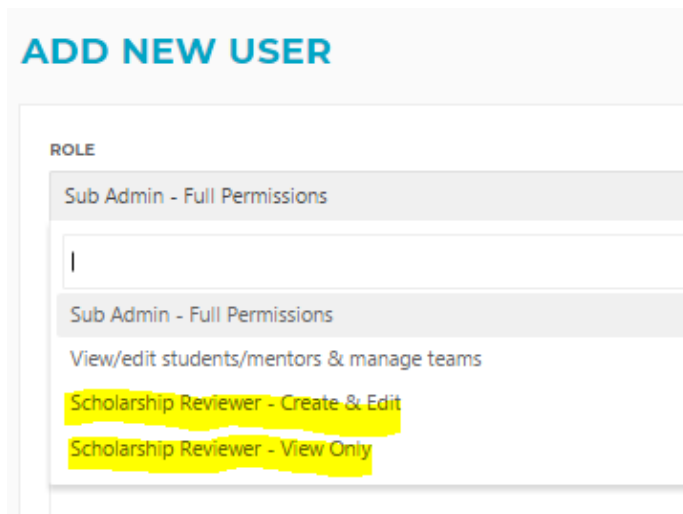 ADD NEW USER
ROLE
Sub Admin - Full Permissions
Sub Admin - Full Permissions
View/edit students/mentors & manage teams
Scholarship Reviewer - Create & Edit
Scholarship Reviewer - View Only